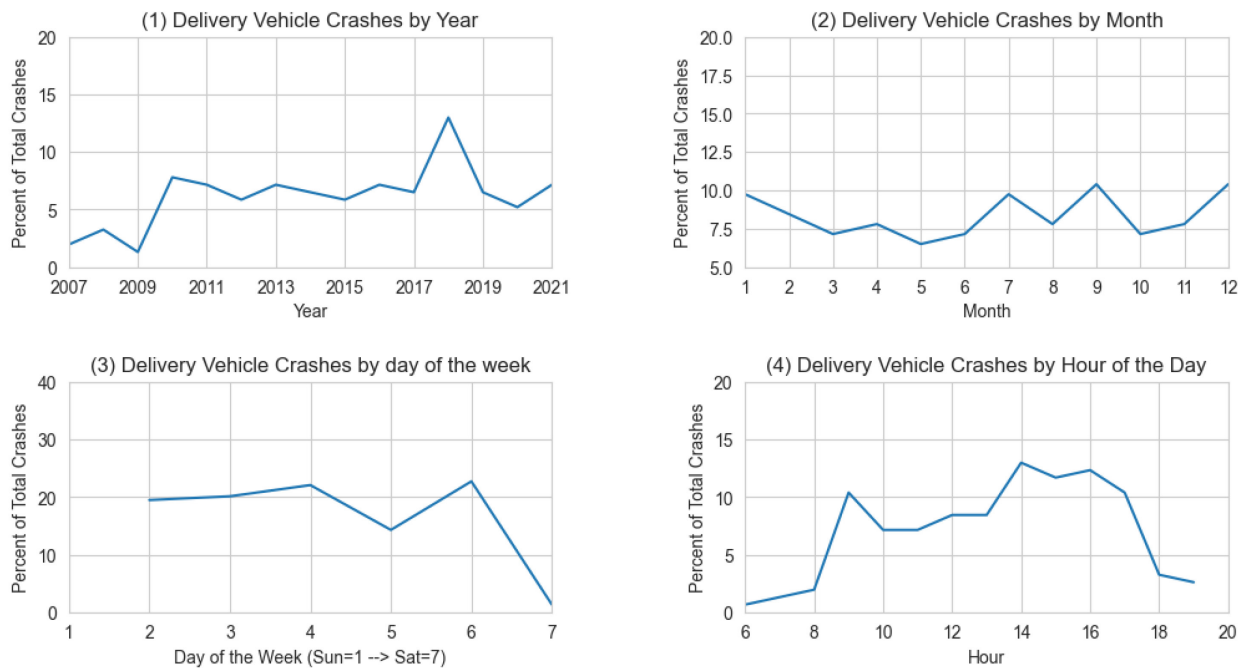 (1) Delivery Vehicle Crashes by Year
20
15
10
5
0
Percent of Total Crashes
2007 2009 2011 2013 2015 2017 2019 2021
Year
(2) Delivery Vehicle Crashes by Month
20.0
17.5
15.0
12.5
10.0
7.5
5.0
Percent of Total Crashes
1 2 3 4 5 6 7 8 9 10 11 12
Month
(3) Delivery Vehicle Crashes by day of the week
40
30
20
10
0
Percent of Total Crashes
1 2 3 4 5 6 7
Day of the Week (Sun=1 --> Sat=7)
(4) Delivery Vehicle Crashes by Hour of the Day
20
15
10
5
0
Percent of Total Crashes
6 8 10 12 14 16 18 20
Hour